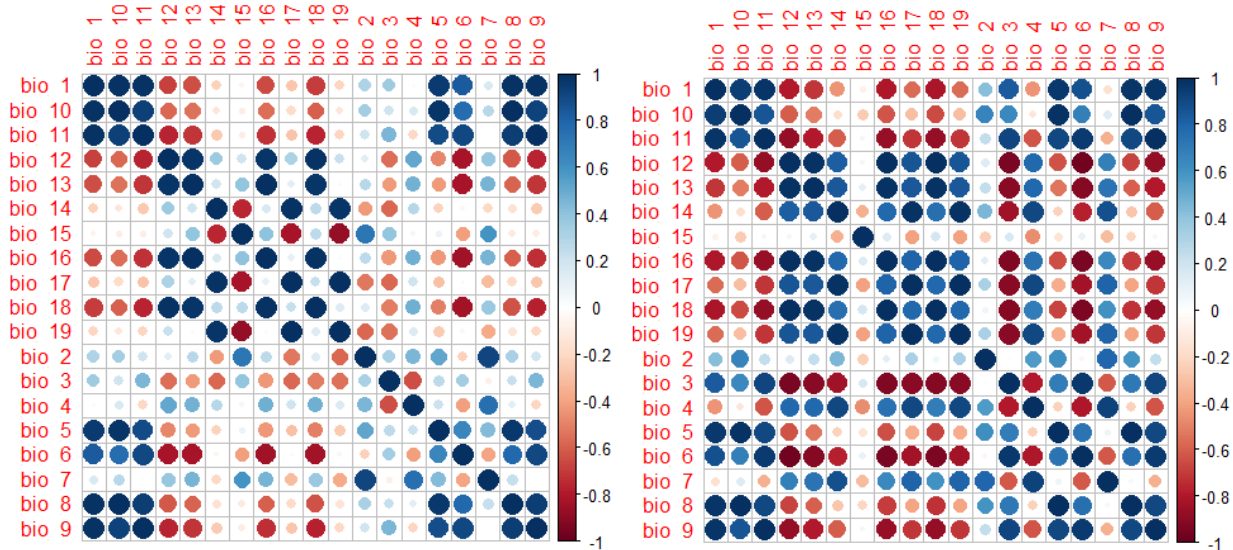 bio 1 bio 10 bio 11 bio 12 bio 13 bio 14 bio 15 bio 16 bio 17 bio 18 bio 19 bio 2 bio 3 bio 4 bio 5 bio 6 bio 7 bio 8 bio 9
bio 1
bio 10
bio 11
bio 12
bio 13
bio 14
bio 15
bio 16
bio 17
bio 18
bio 19
bio 2
bio 3
bio 4
bio 5
bio 6
bio 7
bio 8
bio 9
1
0.8
0.6
0.4
0.2
0
-0.2
-0.4
-0.6
-0.8
-1
bio 1 bio 10 bio 11 bio 12 bio 13 bio 14 bio 15 bio 16 bio 17 bio 18 bio 19 bio 2 bio 3 bio 4 bio 5 bio 6 bio 7 bio 8 bio 9
bio 1
bio 10
bio 11
bio 12
bio 13
bio 14
bio 15
bio 16
bio 17
bio 18
bio 19
bio 2
bio 3
bio 4
bio 5
bio 6
bio 7
bio 8
bio 9
1
0.8
0.6
0.4
0.2
0
-0.2
-0.4
-0.6
-0.8
-1